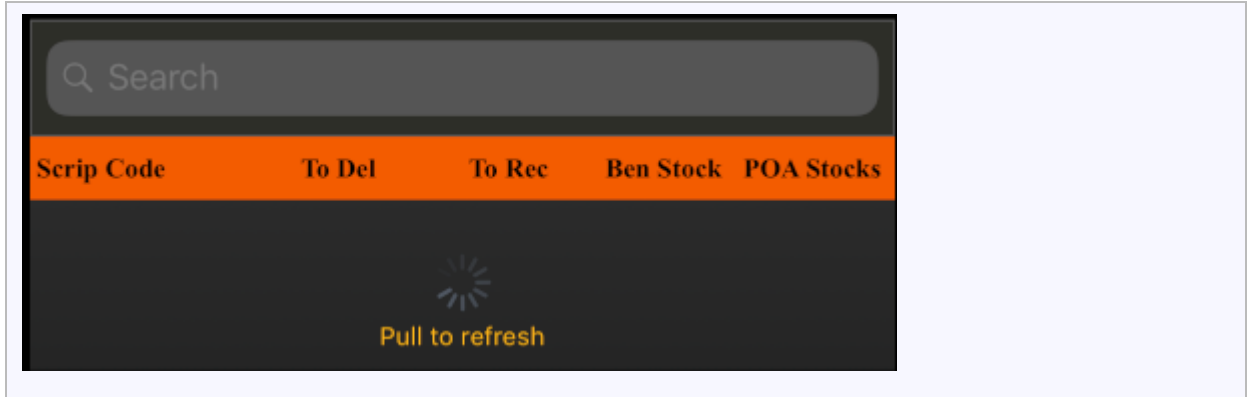 Search
Scrip Code To Del To Rec Ben Stock POA Stocks
Pull to refresh